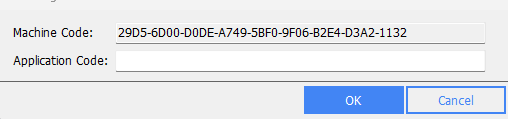 Machine Code: 29D5-6D00-D0DE-A749-5BF0-9F06-B2E4-D3A2-1132
Application Code:
OK Cancel